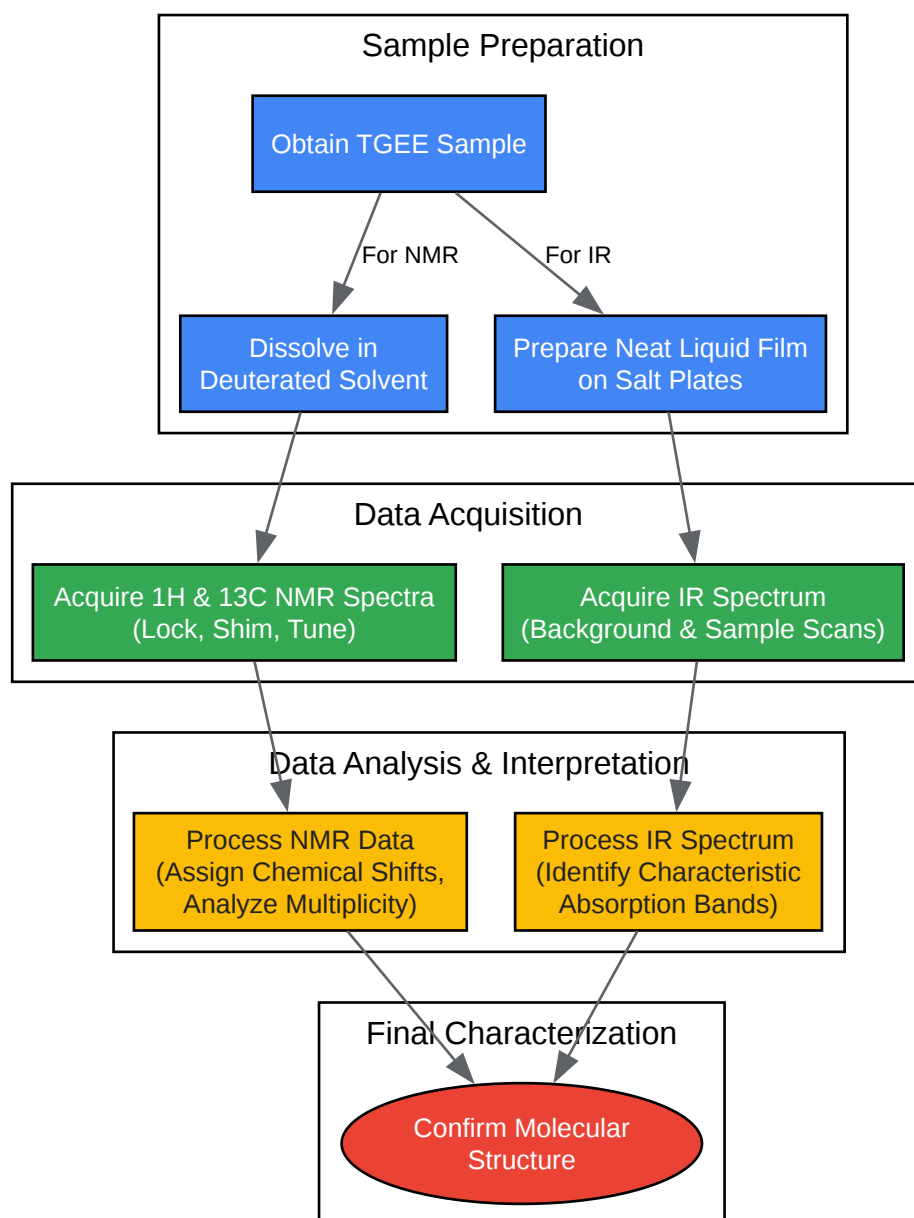 Sample Preparation
Obtain TGEE Sample
For NMR
For IR
Dissolve in
Deuterated Solvent
Prepare Neat Liquid Film
on Salt Plates
Data Acquisition
Acquire 1H & 13C NMR Spectra
(Lock, Shim, Tune)
Acquire IR Spectrum
(Background & Sample Scans)
Data Analysis & Interpretation
Process NMR Data
(Assign Chemical Shifts,
Analyze Multiplicity)
Process IR Spectrum
(Identify Characteristic
Absorption Bands)
Final Characterization
Confirm Molecular
Structure